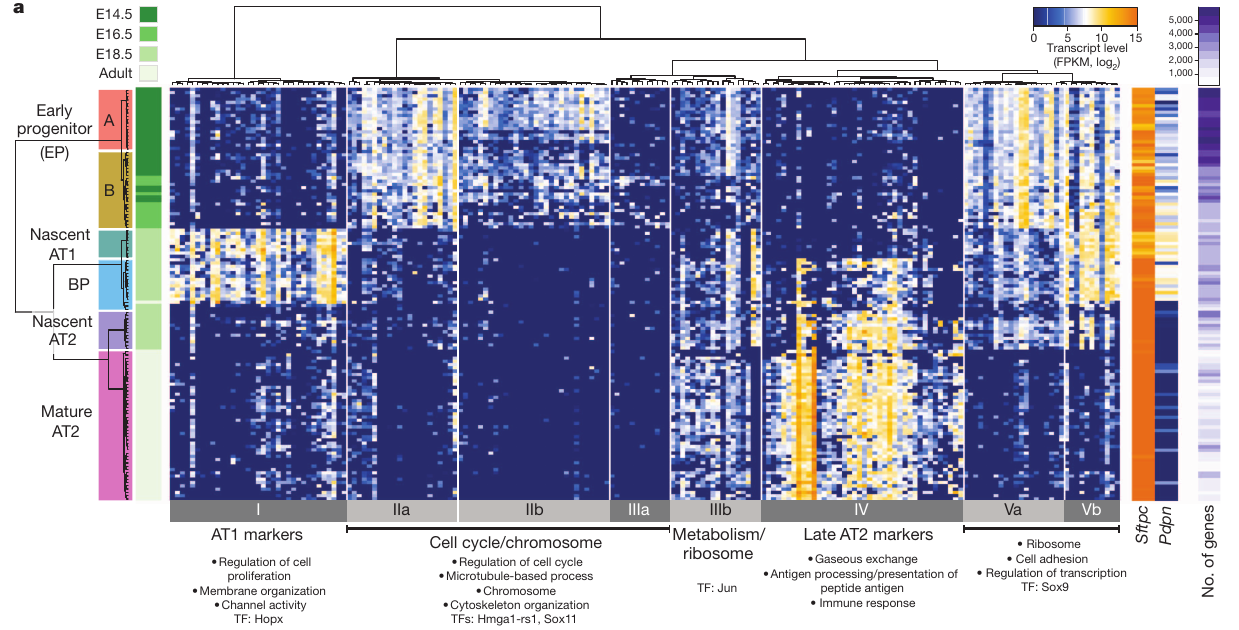 a
E14.5
E16.5
E18.5
Adult
0 5 10 15
Transcript level
(FPKM, log2)
5,000
4,000
3,000
2,000
1,000
Early
progenitor
(EP)
A
B
Nascent
AT1
BP
Nascent
AT2
Mature
AT2
I IIa IIb IIIa IIIb IV Va Vb
Sftpc
Pdpn
No. of genes
AT1 markers
• Regulation of cell
proliferation
• Membrane organization
• Channel activity
TF: Hopx
Cell cycle/chromosome
• Regulation of cell cycle
• Microtubule-based process
• Chromosome
• Cytoskeleton organization
TFs: Hmga1-rs1, Sox11
Metabolism/
ribosome
TF: Jun
Late AT2 markers
• Gaseous exchange
• Antigen processing/presentation of
peptide antigen
• Immune response
• Ribosome
• Cell adhesion
• Regulation of transcription
TF: Sox9